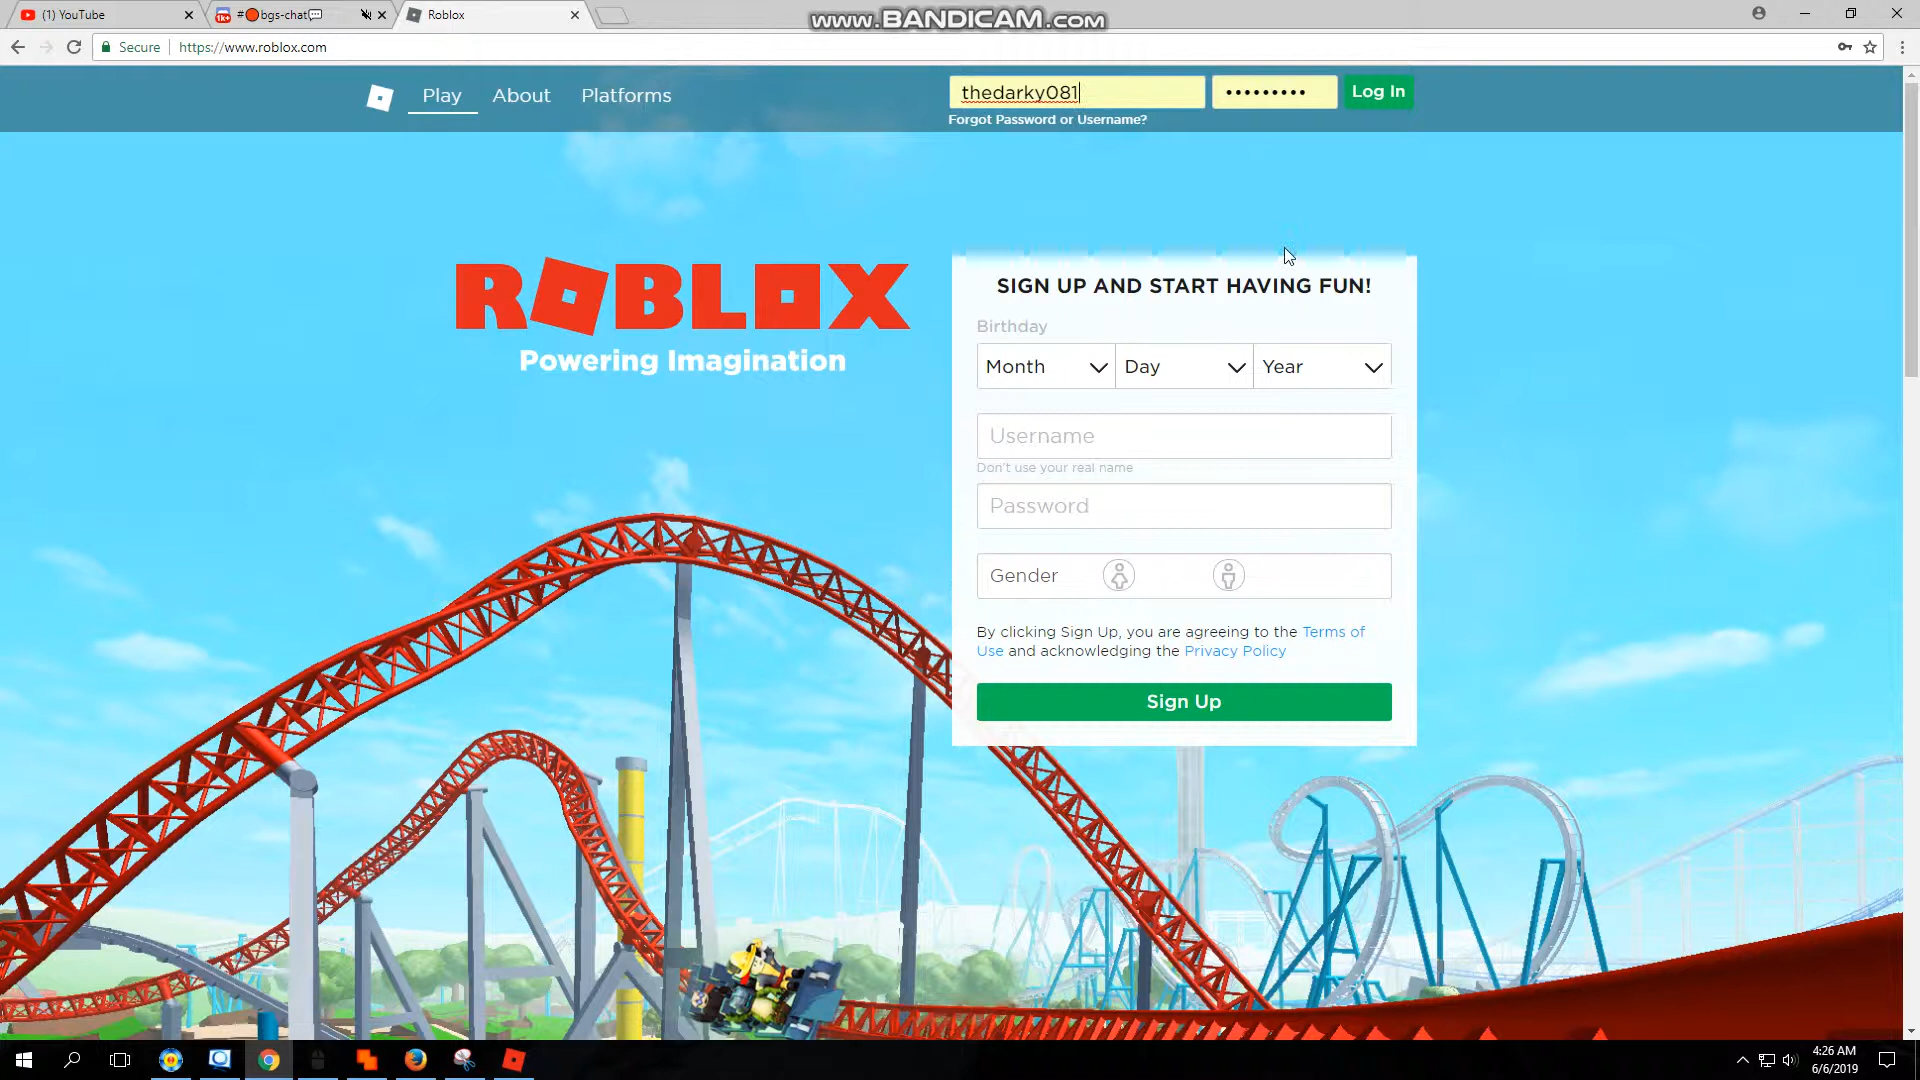 (1) YouTube
1K+ #🔴bgs-chat💬
Roblox
www.BANDICAM.com
Secure https://www.roblox.com
Play About Platforms
thedarky081 ••••••••• Log In
Forgot Password or Username?
ROBLOX
Powering Imagination
SIGN UP AND START HAVING FUN!
Birthday
Month Day Year
Username
Don't use your real name
Password
Gender
By clicking Sign Up, you are agreeing to the Terms of
Use and acknowledging the Privacy Policy
Sign Up
4:26 AM
6/6/2019